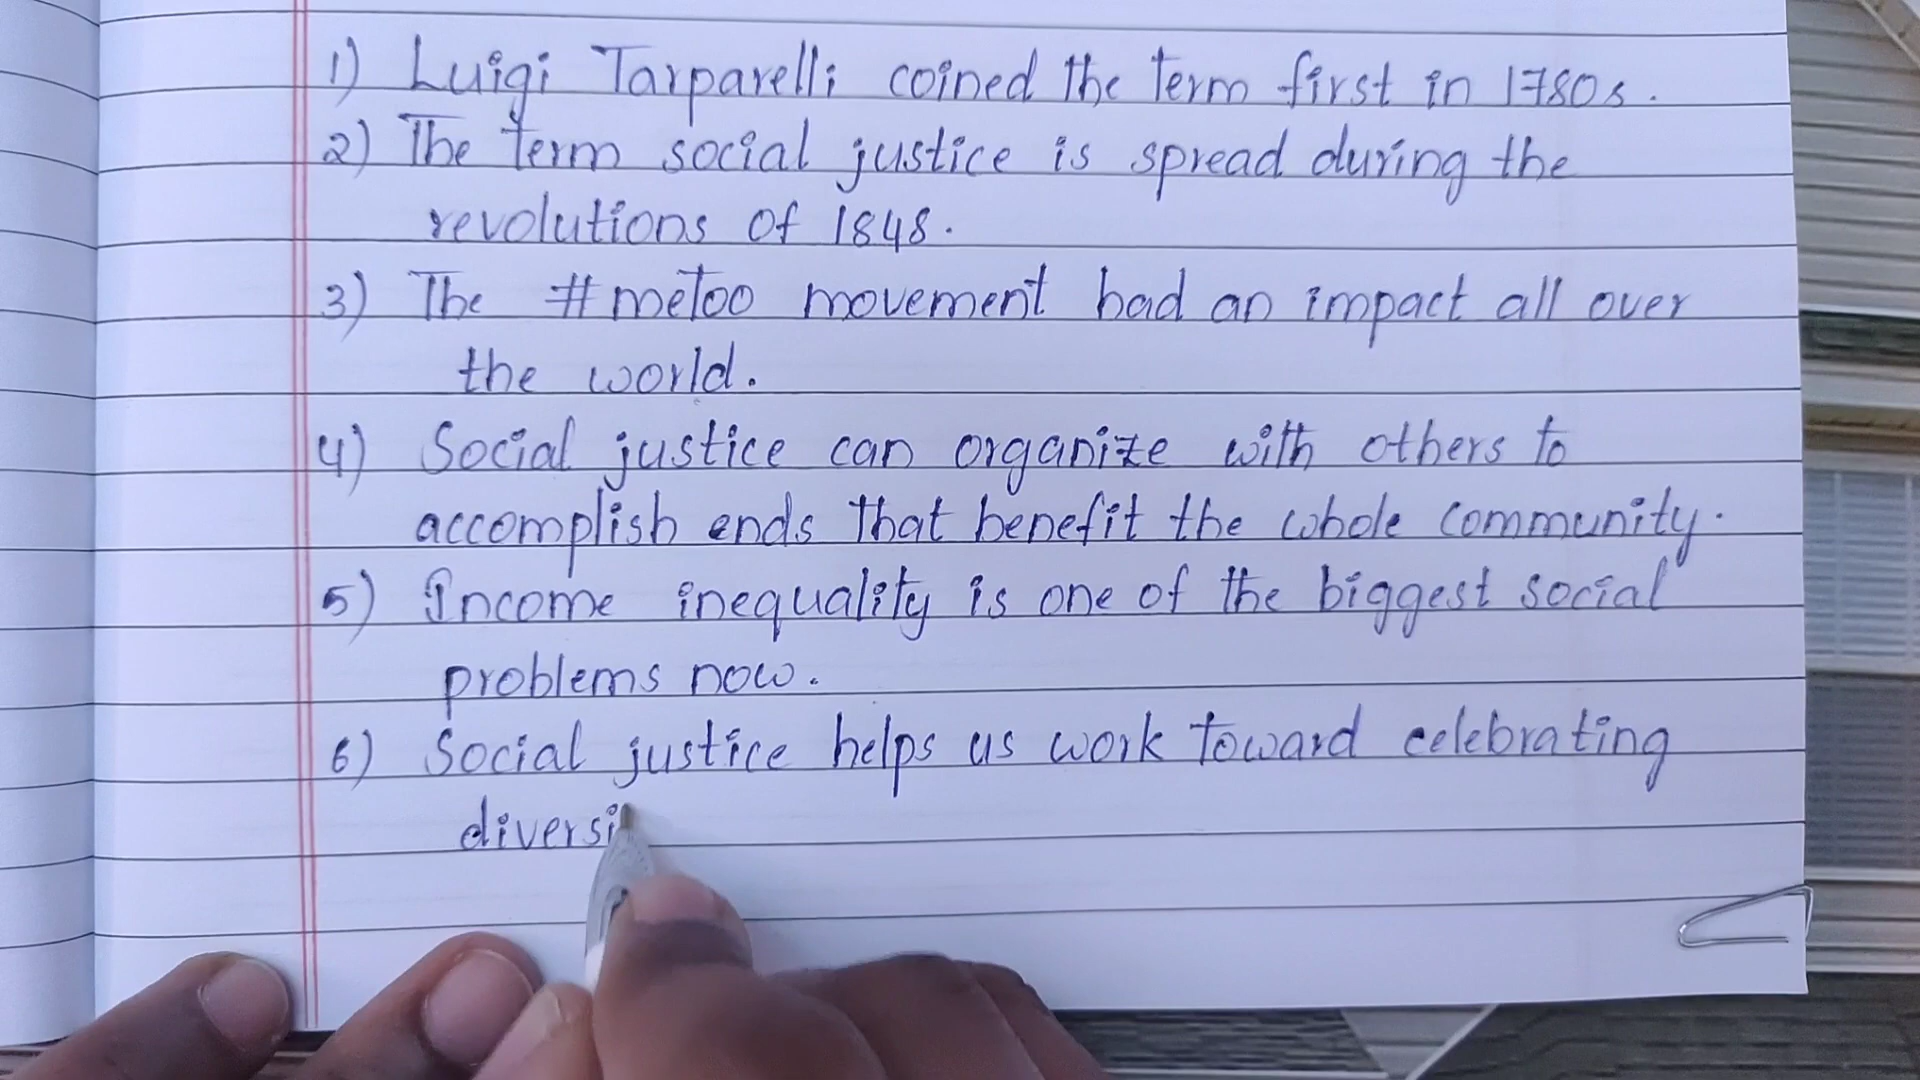 1) Luigi Tarparelli coined the term first in 1780s.
2) The term social justice is spread during the
revolutions of 1848.
3) The #metoo movement had an impact all over
the world.
4) Social justice can organize with others to
accomplish ends that benefit the whole community.
5) Income inequality is one of the biggest social
problems now.
6) Social justice helps us work toward celebrating
diversi